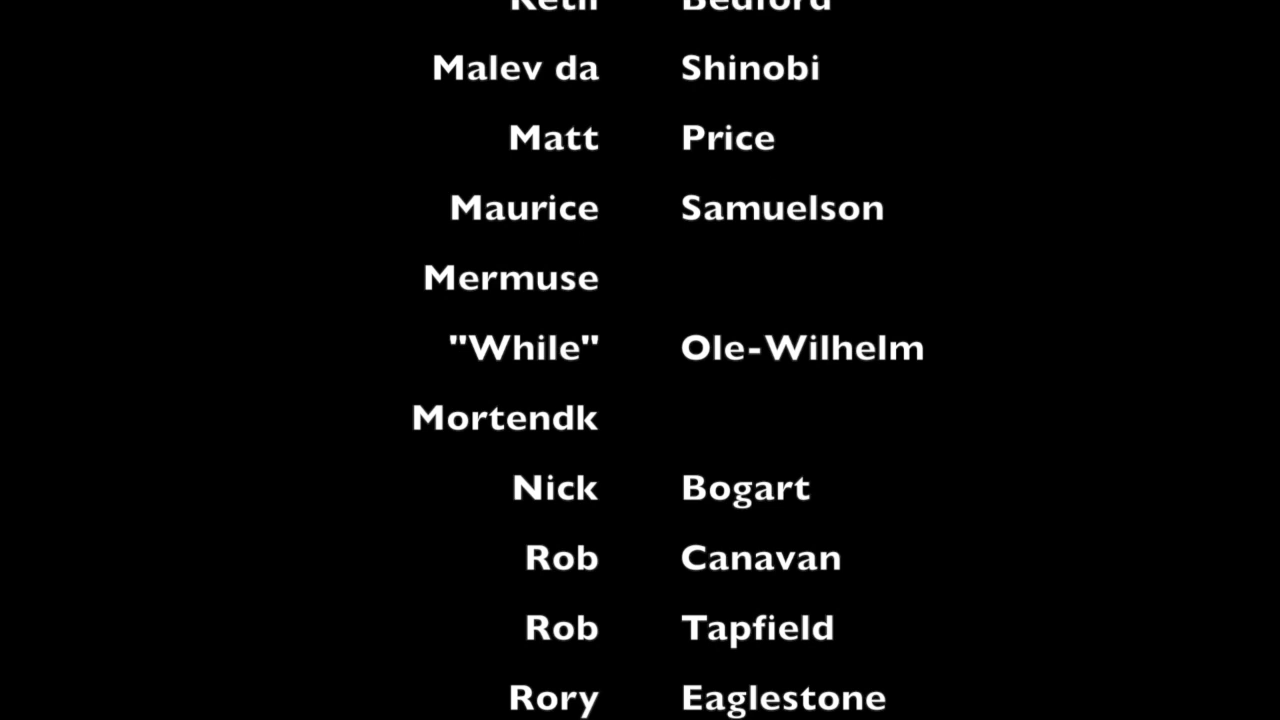 Bedford
Malev da Shinobi
Matt Price
Maurice Samuelson
Mermuse
"While" Ole-Wilhelm
Mortendk
Nick Bogart
Rob Canavan
Rob Tapfield
Rory Eaglestone